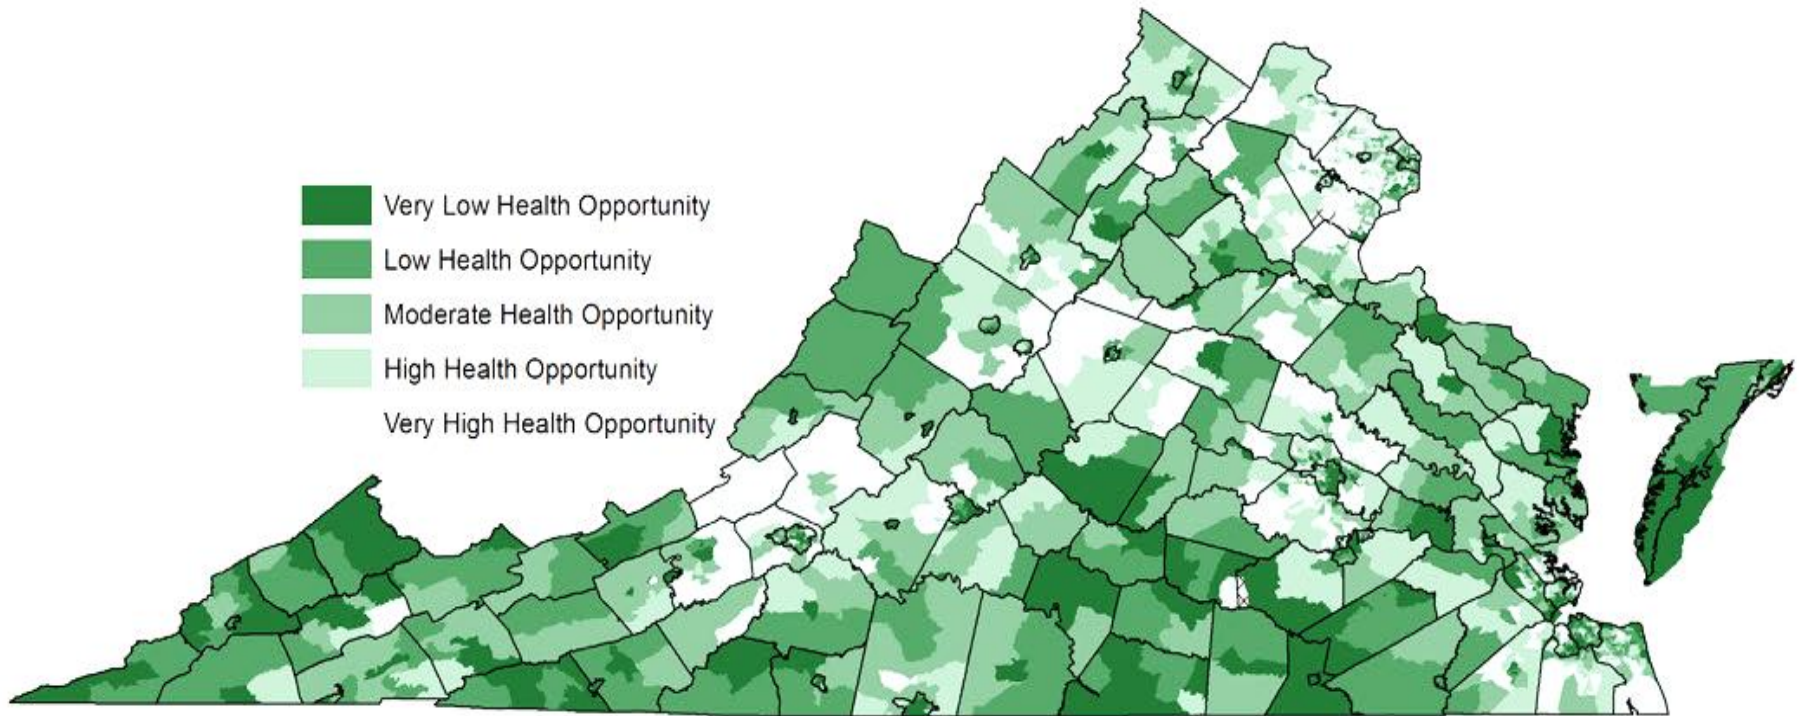 Very Low Health Opportunity
Low Health Opportunity
Moderate Health Opportunity
High Health Opportunity
Very High Health Opportunity